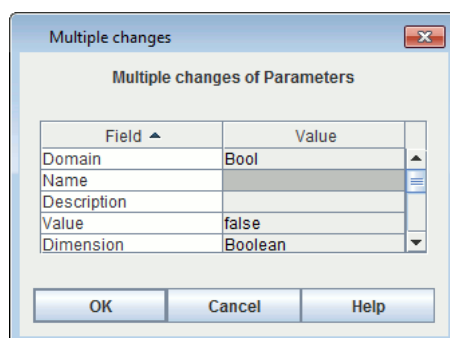 Multiple changes
Multiple changes of Parameters
Field Value
Domain Bool
Name
Description
Value false
Dimension Boolean
OK Cancel Help